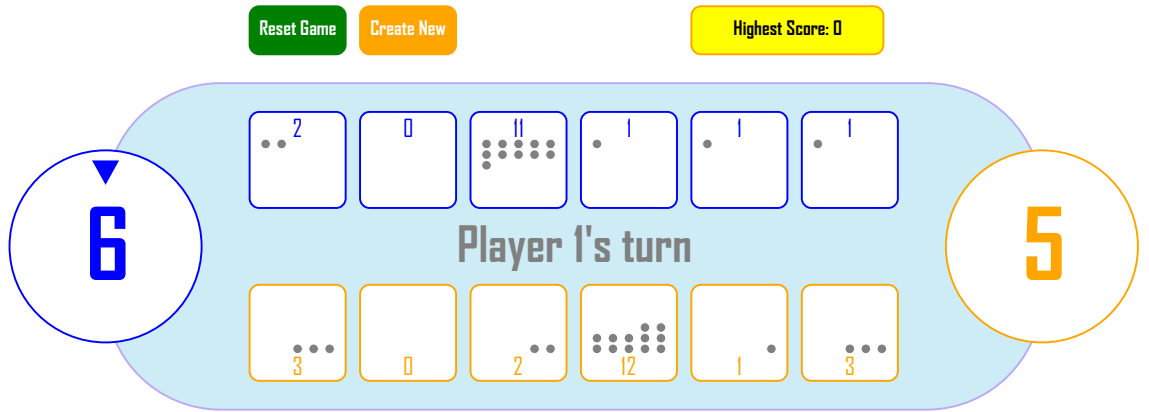 Reset Game Create New Highest Score: 0
2 0 11 1 1 1
6 5
Player 1's turn
3 0 2 12 1 3